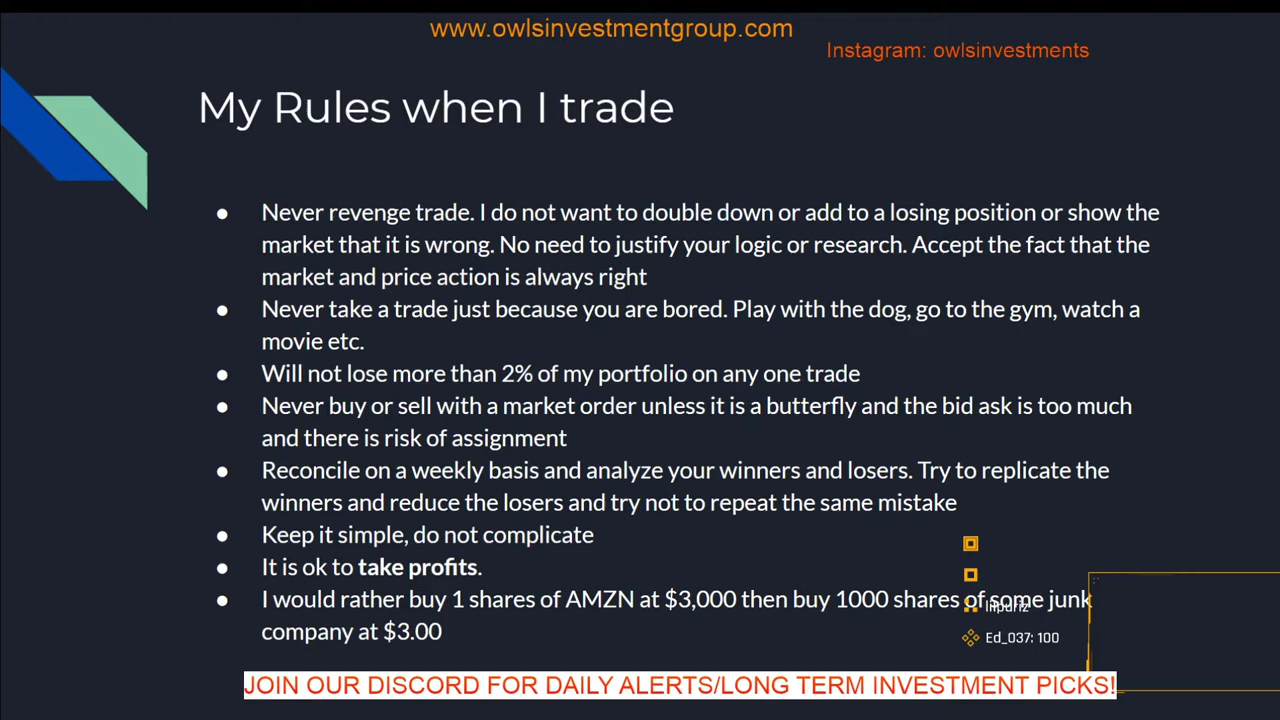 www.owlsinvestmentgroup.com
Instagram: owlsinvestments
My Rules when I trade
● Never revenge trade. I do not want to double down or add to a losing position or show the
market that it is wrong. No need to justify your logic or research. Accept the fact that the
market and price action is always right
● Never take a trade just because you are bored. Play with the dog, go to the gym, watch a
movie etc.
● Will not lose more than 2% of my portfolio on any one trade
● Never buy or sell with a market order unless it is a butterfly and the bid ask is too much
and there is risk of assignment
● Reconcile on a weekly basis and analyze your winners and losers. Try to replicate the
winners and reduce the losers and try not to repeat the same mistake
● Keep it simple, do not complicate
● It is ok to take profits.
● I would rather buy 1 shares of AMZN at $3,000 then buy 1000 shares of some junk
company at $3.00
Ed_037: 100
JOIN OUR DISCORD FOR DAILY ALERTS/LONG TERM INVESTMENT PICKS!